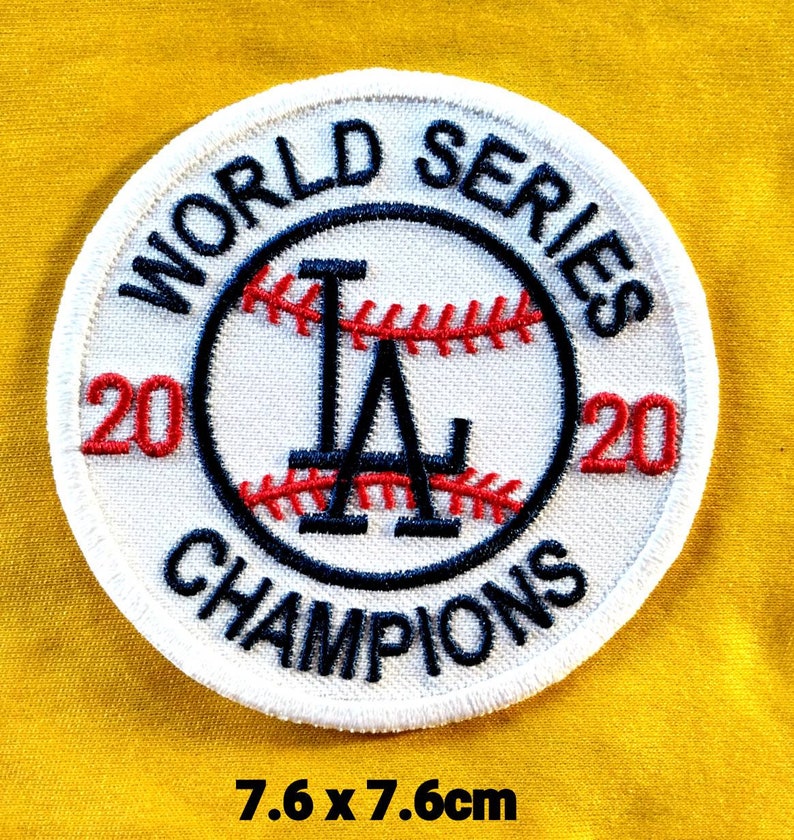 WORLD SERIES
20 20
LA
CHAMPIONS
7.6 x 7.6cm